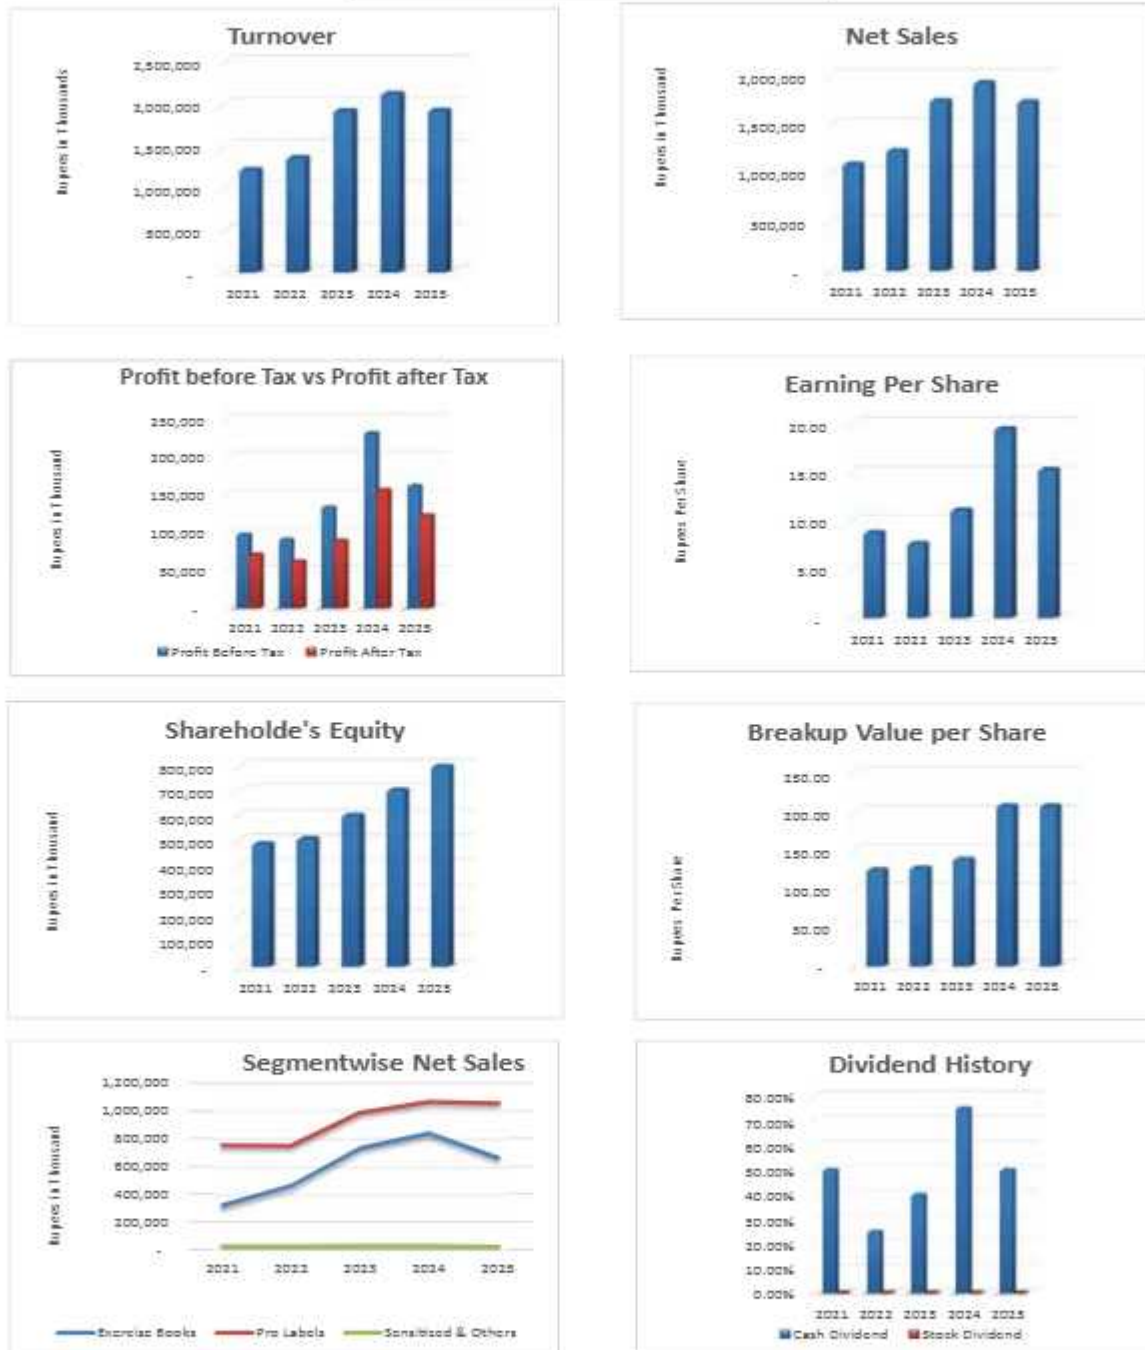 Turnover
Rupees in Thousands
2,500,000
2,000,000
1,500,000
1,000,000
500,000
-
2021 2022 2023 2024 2025
Net Sales
Rupees in Thousand
2,000,000
1,500,000
1,000,000
500,000
-
2021 2022 2023 2024 2025
Profit before Tax vs Profit after Tax
Rupees in Thousand
250,000
200,000
150,000
100,000
50,000
-
2021 2022 2023 2024 2025
Profit Before Tax Profit After Tax
Earning Per Share
Rupees Per Share
20.00
15.00
10.00
5.00
-
2021 2022 2023 2024 2025
Shareholde's Equity
Rupees in Thousand
800,000
700,000
600,000
500,000
400,000
300,000
200,000
100,000
-
2021 2022 2023 2024 2025
Breakup Value per Share
Rupees Per Share
250.00
200.00
150.00
100.00
50.00
-
2021 2022 2023 2024 2025
Segmentwise Net Sales
Rupees in Thousand
1,200,000
1,000,000
800,000
600,000
400,000
200,000
-
2021 2022 2023 2024 2025
Exercise Books Pro Labels Sensitised & Others
Dividend History
80.00%
70.00%
60.00%
50.00%
40.00%
30.00%
20.00%
10.00%
0.00%
2021 2022 2023 2024 2025
Cash Dividend Stock Dividend